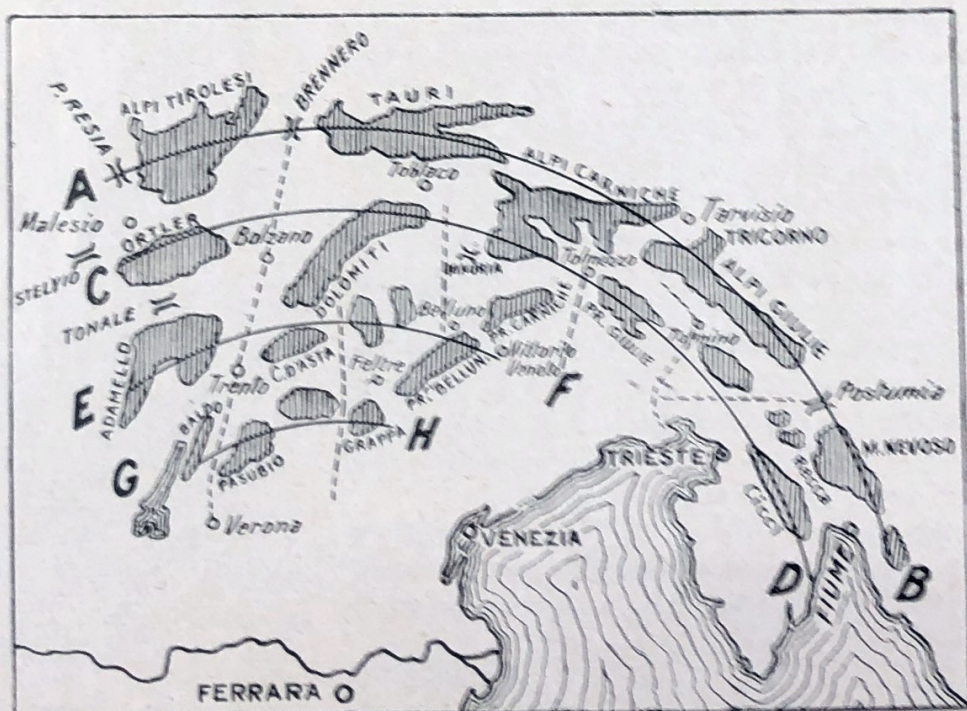 P. RESIA
ALPI TIROLESI
BRENNERO
TAURI
A
Toblaco
ALPI CARNICHE
Malesio
ORTLER
Bolzano
Tarvisio
TRICORNO
STELVIO
C
DOLOMITI
Tolmezzo
ALPI GIULIE
TONALE
Belluno
PR. CARNICHE
PR. GIULIE
Tolmino
ADAMELLO
Trento
C. D'ASTA
Feltre
PR. BELLUN.
Vittorio
Veneto
F
Postumia
E
BALDO
PASUBIO
GRAPPA
H
G
TRIESTE
M. NEVOSO
Verona
VENEZIA
D
FIUME
B
FERRARA